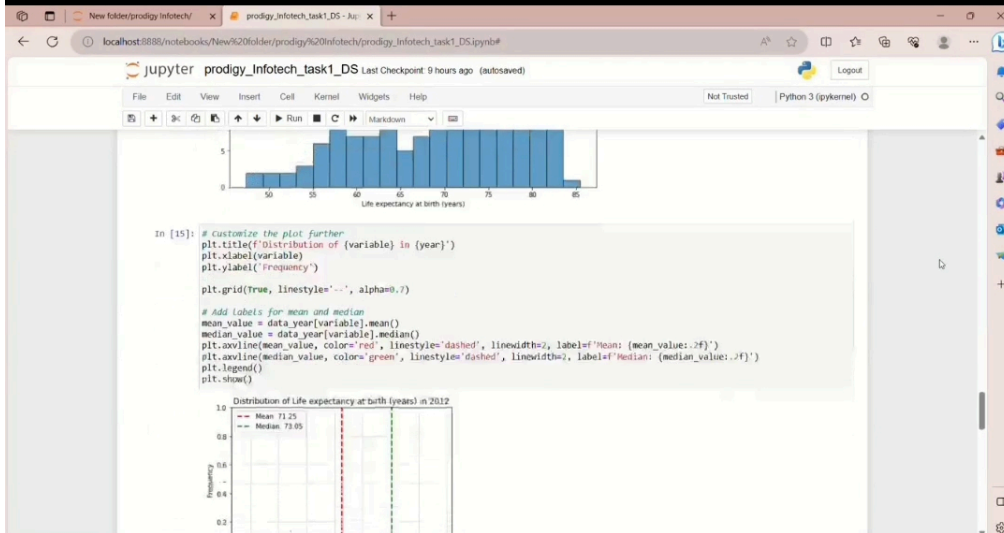 New folder/prodigy Infotech/
prodigy_Infotech_task1_DS - Jup
localhost:8888/notebooks/New%20folder/prodigy%20Infotech/prodigy_Infotech_task1_DS.ipynb#
jupyter prodigy_Infotech_task1_DS Last Checkpoint: 9 hours ago (autosaved)
Logout
File Edit View Insert Cell Kernel Widgets Help
Not Trusted
Python 3 (ipykernel)
Run
Markdown
5
0
50 55 60 65 70 75 80 85
Life expectancy at birth (years)
In [15]: # Customize the plot further
plt.title(f'Distribution of {variable} in {year}')
plt.xlabel(variable)
plt.ylabel('Frequency')
plt.grid(True, linestyle='--', alpha=0.7)
# Add labels for mean and median
mean_value = data_year[variable].mean()
median_value = data_year[variable].median()
plt.axvline(mean_value, color='red', linestyle='dashed', linewidth=2, label=f'Mean: {mean_value:.2f}')
plt.axvline(median_value, color='green', linestyle='dashed', linewidth=2, label=f'Median: {median_value:.2f}')
plt.legend()
plt.show()
Distribution of Life expectancy at birth (years) in 2012
Mean: 71.25
Median: 73.05
1.0
0.8
0.6
0.4
0.2
Frequency